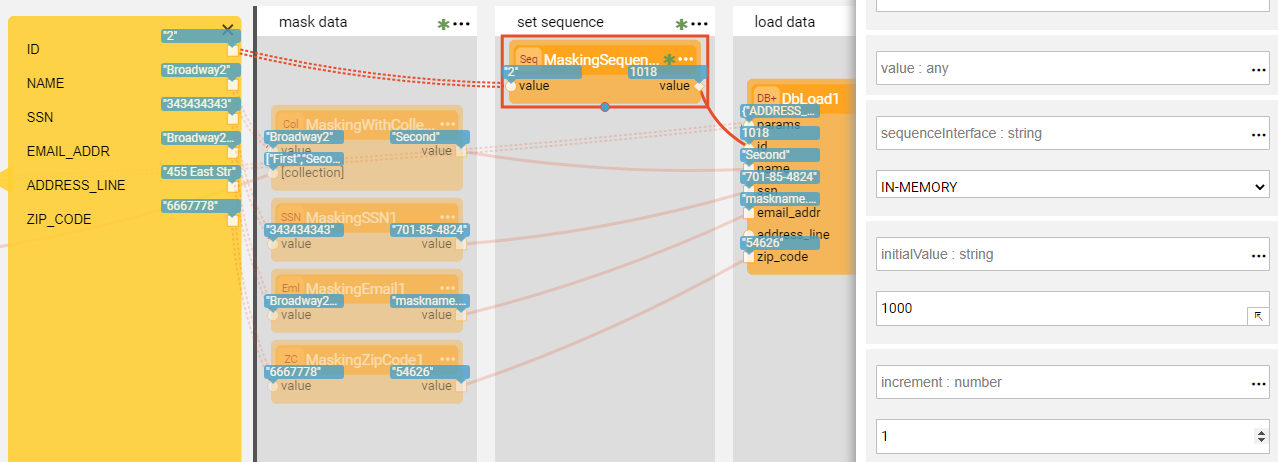 ID
"2"
NAME
"Broadway2"
SSN
"343434343"
EMAIL_ADDR
"Broadway2...
ADDRESS_LINE
"455 East Str"
ZIP_CODE
"6667778"
mask data
Col MaskingWithColle...
"Broadway2"
"Second"
value
value
["First","Seco...
[collection]
SSN MaskingSSN1
"343434343"
"701-85-4824"
value
value
Eml MaskingEmail1
"Broadway2...
"maskname....
value
value
ZC MaskingZipCode1
"6667778"
"54626"
value
value
set sequence
Seq MaskingSequen...
"2"
1018
value
value
load data
DB+ DbLoad1
{"ADDRESS_...
params
1018
id
"Second"
name
"701-85-4824"
ssn
"maskname....
email_addr
address_line
"54626"
zip_code
value : any
sequenceInterface : string
IN-MEMORY
initialValue : string
1000
increment : number
1